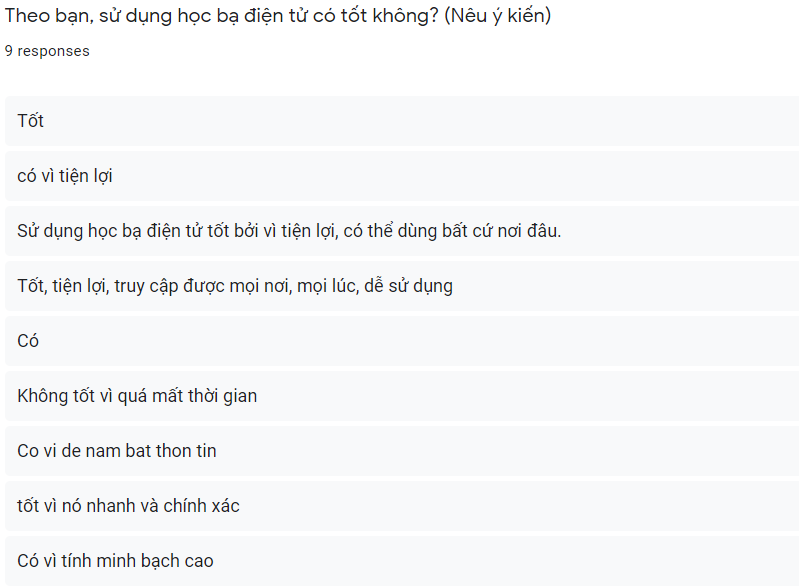 Theo bạn, sử dụng học bạ điện tử có tốt không? (Nêu ý kiến)
9 responses
Tốt
có vì tiện lợi
Sử dụng học bạ điện tử tốt bởi vì tiện lợi, có thể dùng bất cứ nơi đâu.
Tốt, tiện lợi, truy cập được mọi nơi, mọi lúc, dễ sử dụng
Có
Không tốt vì quá mất thời gian
Co vi de nam bat thon tin
tốt vì nó nhanh và chính xác
Có vì tính minh bạch cao